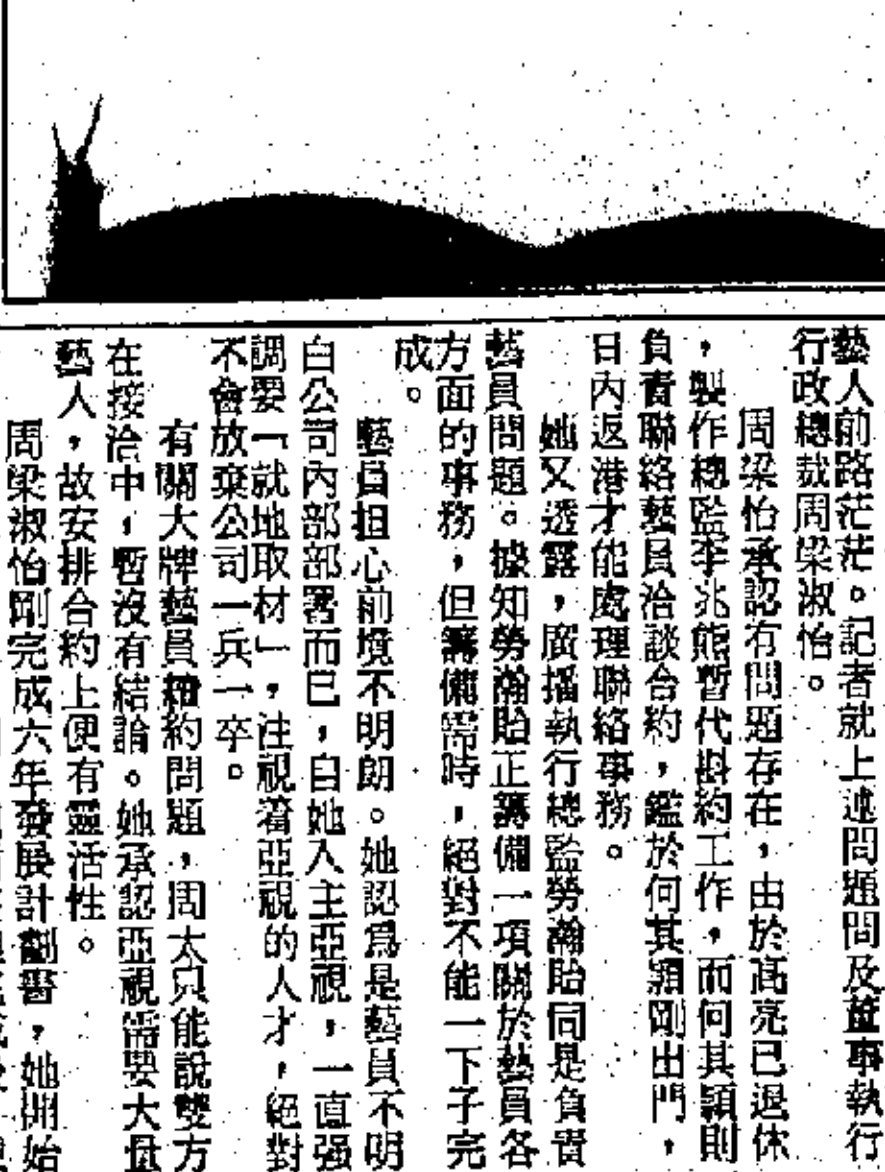 藝人前路茫茫。記者就上述問題問及董事執行
行政總裁周梁淑怡。
周梁怡承認有問題存在，由於高亮已退休
，製作總監李兆熊暫代斟約工作，而何其頴則
負責聯絡藝員洽談合約，鑑於何其頴剛出門，
日內返港才能處理聯絡事務。
她又透露，廣播執行總監勞瀚貽同是負責
藝員問題。據知勞瀚貽正籌備一項關於藝員各
方面的事務，但籌備需時，絕對不能一下子完
成。
藝員担心前境不明朗。她認爲是藝員不明
白公司內部部署而巳，自她入主亞視，一直强
調要「就地取材」，注視着亞視的人才，絕對
不會放棄公司一兵一卒。
有關大牌藝員續約問題，周太只能說雙方
在接洽中，暫沒有結論。她承認亞視需要大量
藝人，故安排合約上便有靈活性。
周梁淑怡剛完成六年發展計劃書，她開始